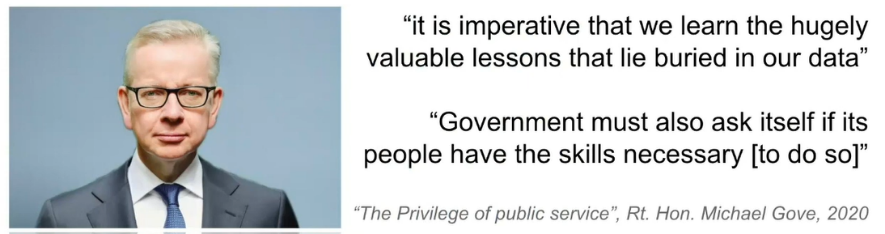 “it is imperative that we learn the hugely
valuable lessons that lie buried in our data”
“Government must also ask itself if its
people have the skills necessary [to do so]”
“The Privilege of public service”, Rt. Hon. Michael Gove, 2020